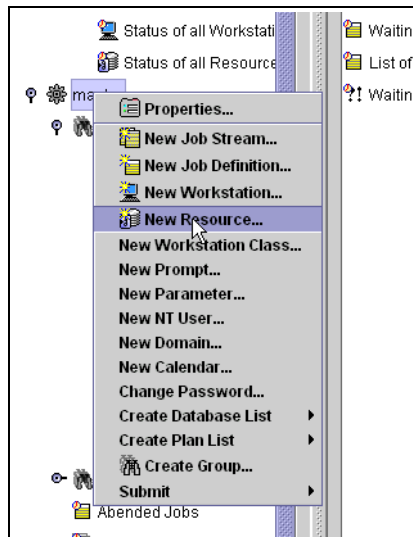 Status of all Workstati
Waitin
Status of all Resource
List of
Waitin
Properties...
New Job Stream...
New Job Definition...
New Workstation...
New Resource...
New Workstation Class...
New Prompt...
New Parameter...
New NT User...
New Domain...
New Calendar...
Change Password...
Create Database List
Create Plan List
Create Group...
Submit
Abended Jobs